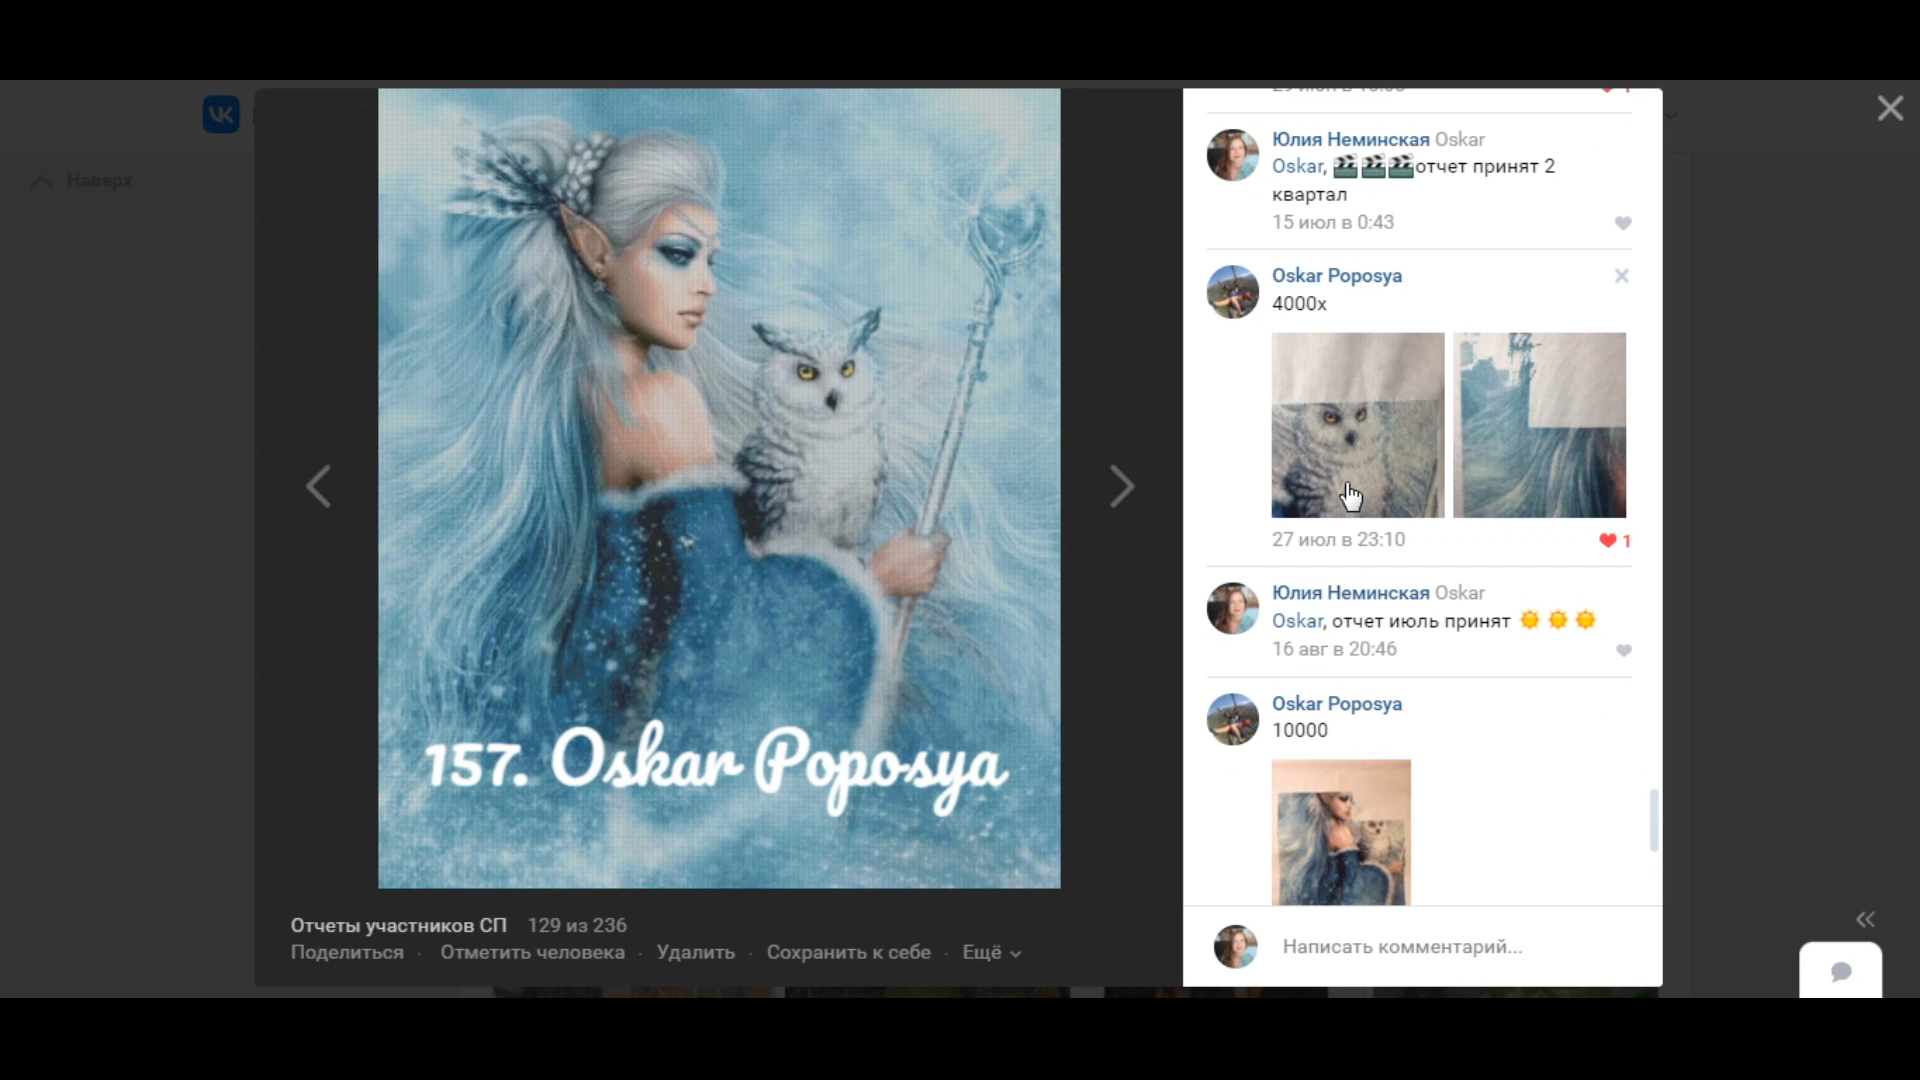 Наверх
157. Oskar Poposya
Отчеты участников СП 129 из 236
Поделиться · Отметить человека · Удалить · Сохранить к себе · Ещё
Юлия Неминская Oskar
Oskar, 🎬🎬🎬отчет принят 2
квартал
15 июл в 0:43
Oskar Poposya
4000х
27 июл в 23:10
1
Юлия Неминская Oskar
Oskar, отчет июль принят ☀️☀️☀️
16 авг в 20:46
Oskar Poposya
10000
Написать комментарий...